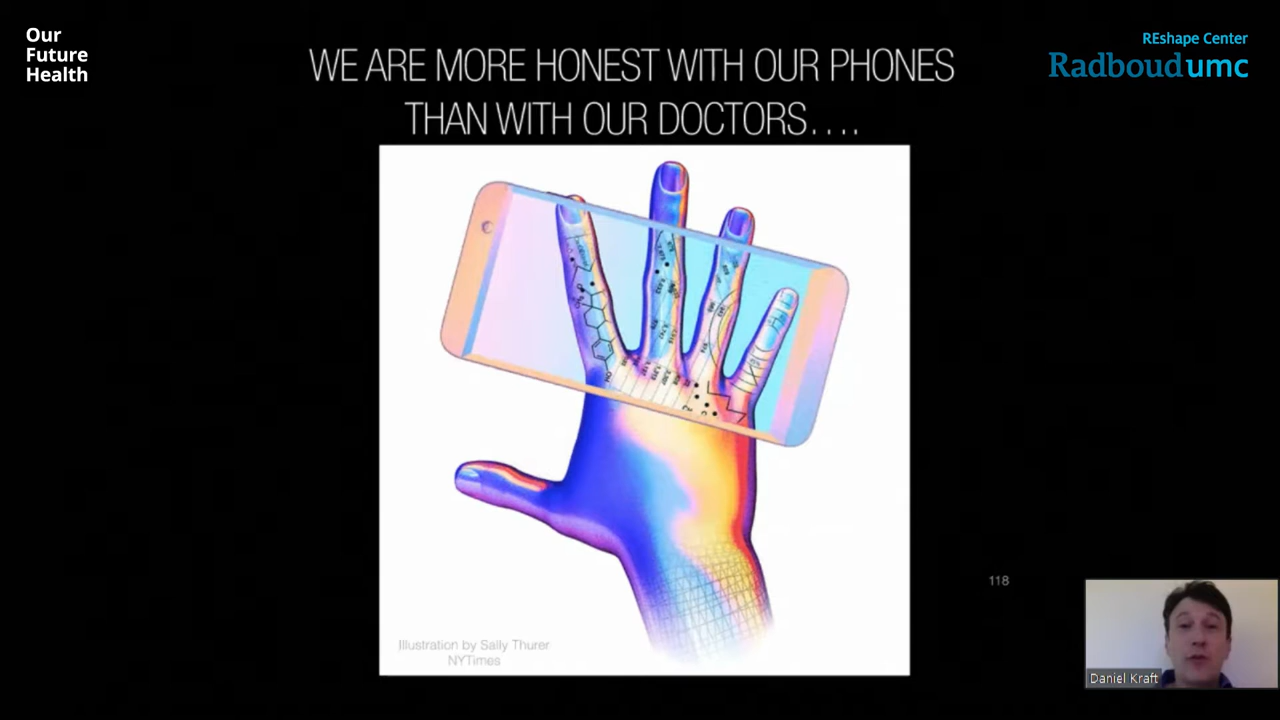 Our
Future
Health
REshape Center
Radboudumc
WE ARE MORE HONEST WITH OUR PHONES
THAN WITH OUR DOCTORS....
OH
118
Illustration by Sally Thurer
NYTimes
Daniel Kraft